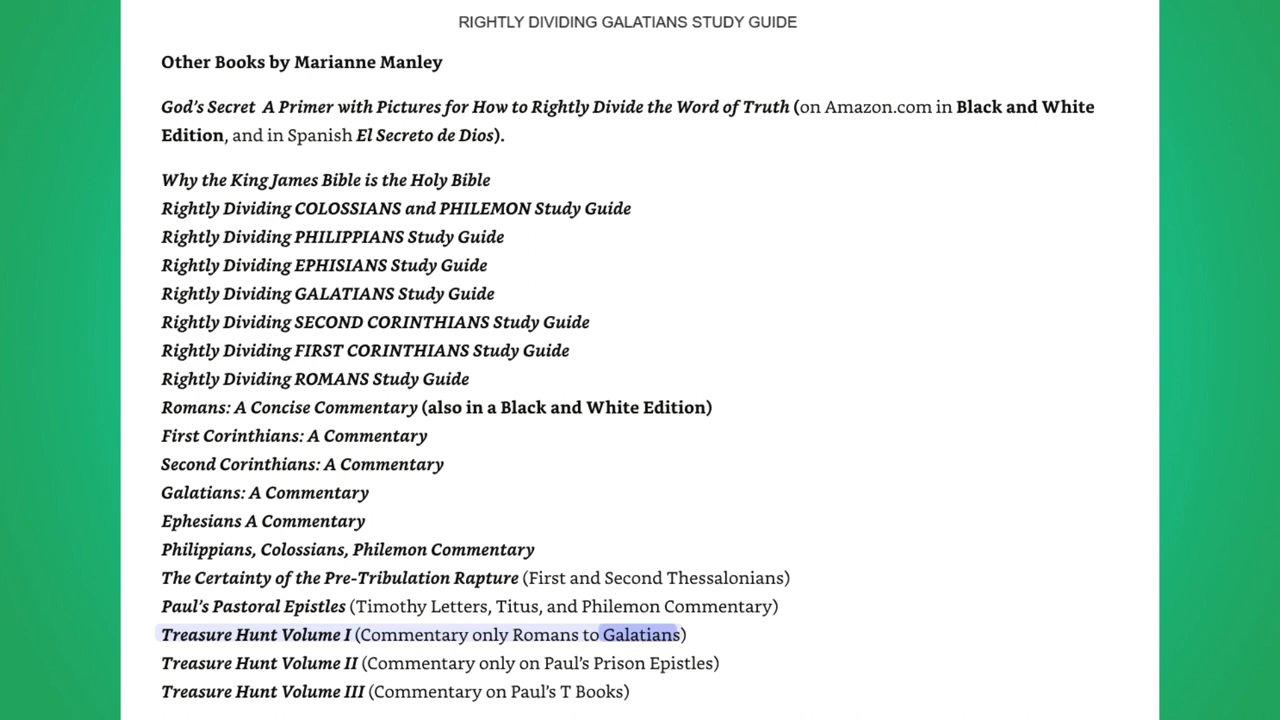 RIGHTLY DIVIDING GALATIANS STUDY GUIDE
Other Books by Marianne Manley
God's Secret A Primer with Pictures for How to Rightly Divide the Word of Truth (on Amazon.com in Black and White
Edition, and in Spanish El Secreto de Dios).
Why the King James Bible is the Holy Bible
Rightly Dividing COLOSSIANS and PHILEMON Study Guide
Rightly Dividing PHILIPPIANS Study Guide
Rightly Dividing EPHISIANS Study Guide
Rightly Dividing GALATIANS Study Guide
Rightly Dividing SECOND CORINTHIANS Study Guide
Rightly Dividing FIRST CORINTHIANS Study Guide
Rightly Dividing ROMANS Study Guide
Romans: A Concise Commentary (also in a Black and White Edition)
First Corinthians: A Commentary
Second Corinthians: A Commentary
Galatians: A Commentary
Ephesians A Commentary
Philippians, Colossians, Philemon Commentary
The Certainty of the Pre-Tribulation Rapture (First and Second Thessalonians)
Paul's Pastoral Epistles (Timothy Letters, Titus, and Philemon Commentary)
Treasure Hunt Volume I (Commentary only Romans to Galatians)
Treasure Hunt Volume II (Commentary only on Paul's Prison Epistles)
Treasure Hunt Volume III (Commentary on Paul's T Books)